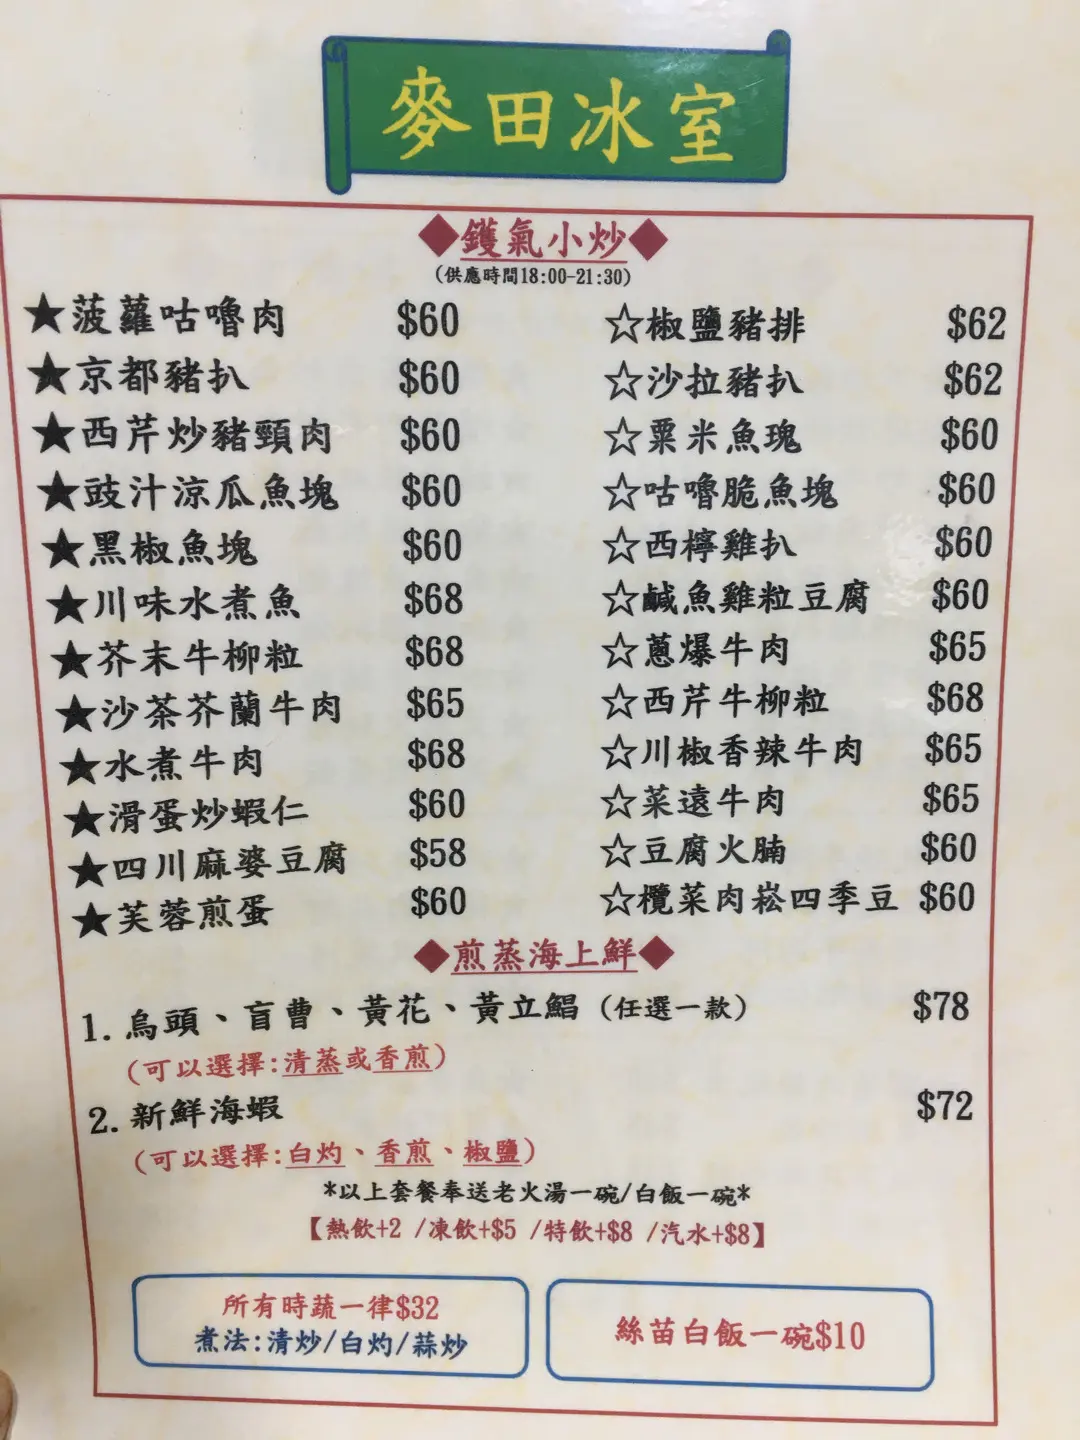 麥田冰室
◆鑊氣小炒◆
(供應時間18:00-21:30)
★菠蘿咕嚕肉 $60
★京都豬扒 $60
★西芹炒豬頸肉 $60
★豉汁涼瓜魚塊 $60
★黑椒魚塊 $60
★川味水煮魚 $68
★芥末牛柳粒 $68
★沙茶芥蘭牛肉 $65
★水煮牛肉 $68
★滑蛋炒蝦仁 $60
★四川麻婆豆腐 $58
★芙蓉煎蛋 $60
☆椒鹽豬排 $62
☆沙拉豬扒 $62
☆粟米魚瑰 $60
☆咕嚕脆魚塊 $60
☆西檸雞扒 $60
☆鹹魚雞粒豆腐 $60
☆蔥爆牛肉 $65
☆西芹牛柳粒 $68
☆川椒香辣牛肉 $65
☆菜遠牛肉 $65
☆豆腐火腩 $60
☆欖菜肉崧四季豆 $60
◆煎蒸海上鮮◆
1. 烏頭、盲曹、黃花、黃立鯧 (任選一款) $78
(可以選擇:清蒸或香煎)
2. 新鮮海蝦 $72
(可以選擇:白灼、香煎、椒鹽)
*以上套餐奉送老火湯一碗/白飯一碗*
【熱飲+2 /凍飲+$5 /特飲+$8 /汽水+$8】
所有時蔬一律$32
煮法:清炒/白灼/蒜炒
絲苗白飯一碗$10